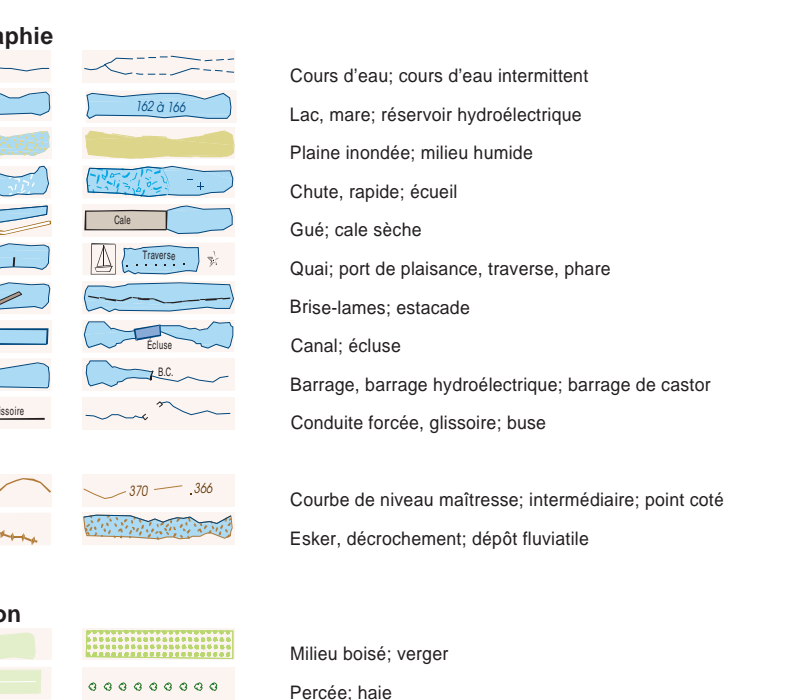 aphie
Cours d'eau; cours d'eau intermittent
162 à 166
Lac, mare; réservoir hydroélectrique
Plaine inondée; milieu humide
Chute, rapide; écueil
Cale
Gué; cale sèche
Traverse
Quai; port de plaisance, traverse, phare
Brise-lames; estacade
Écluse
Canal; écluse
B.C.
Barrage, barrage hydroélectrique; barrage de castor
issoire
Conduite forcée, glissoire; buse
370 .366
Courbe de niveau maîtresse; intermédiaire; point coté
Esker, décrochement; dépôt fluviatile
on
Milieu boisé; verger
Percée; haie